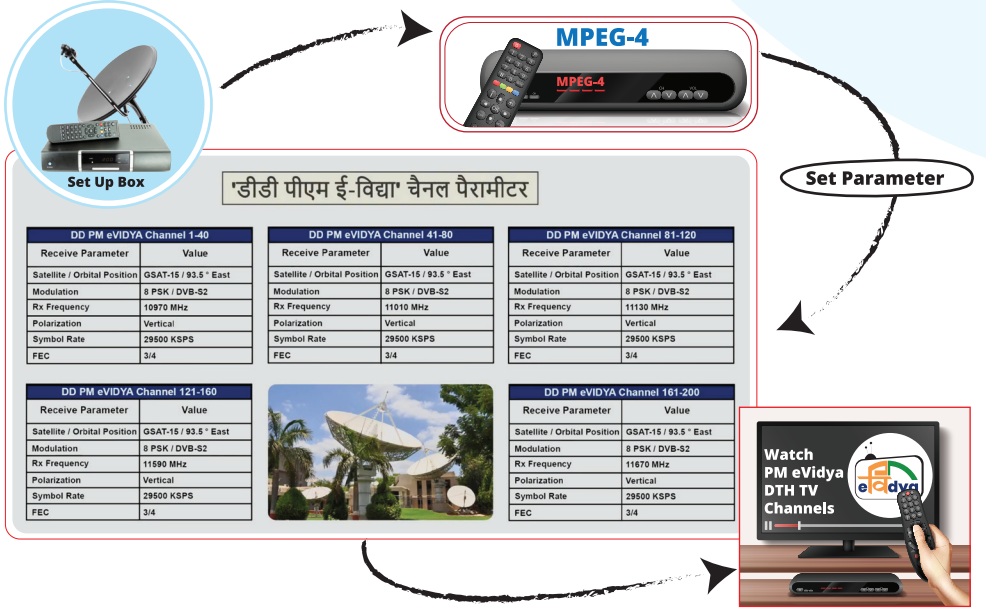 MPEG-4
MPEG-4
CH
VOL
Set Up Box
Set Parameter
'डीडी पीएम ई-विद्या' चैनल पैरामीटर
DD PM eVIDYA Channel 1-40
Receive Parameter Value
Satellite / Orbital Position GSAT-15 / 93.5 ° East
Modulation 8 PSK / DVB-S2
Rx Frequency 10970 MHz
Polarization Vertical
Symbol Rate 29500 KSPS
FEC 3/4
DD PM eVIDYA Channel 41-80
Receive Parameter Value
Satellite / Orbital Position GSAT-15 / 93.5 ° East
Modulation 8 PSK / DVB-S2
Rx Frequency 11010 MHz
Polarization Vertical
Symbol Rate 29500 KSPS
FEC 3/4
DD PM eVIDYA Channel 81-120
Receive Parameter Value
Satellite / Orbital Position GSAT-15 / 93.5 ° East
Modulation 8 PSK / DVB-S2
Rx Frequency 11130 MHz
Polarization Vertical
Symbol Rate 29500 KSPS
FEC 3/4
DD PM eVIDYA Channel 121-160
Receive Parameter Value
Satellite / Orbital Position GSAT-15 / 93.5 ° East
Modulation 8 PSK / DVB-S2
Rx Frequency 11590 MHz
Polarization Vertical
Symbol Rate 29500 KSPS
FEC 3/4
DD PM eVIDYA Channel 161-200
Receive Parameter Value
Satellite / Orbital Position GSAT-15 / 93.5 ° East
Modulation 8 PSK / DVB-S2
Rx Frequency 11670 MHz
Polarization Vertical
Symbol Rate 29500 KSPS
FEC 3/4
Watch
PM eVidya
DTH TV
Channels
eविdya